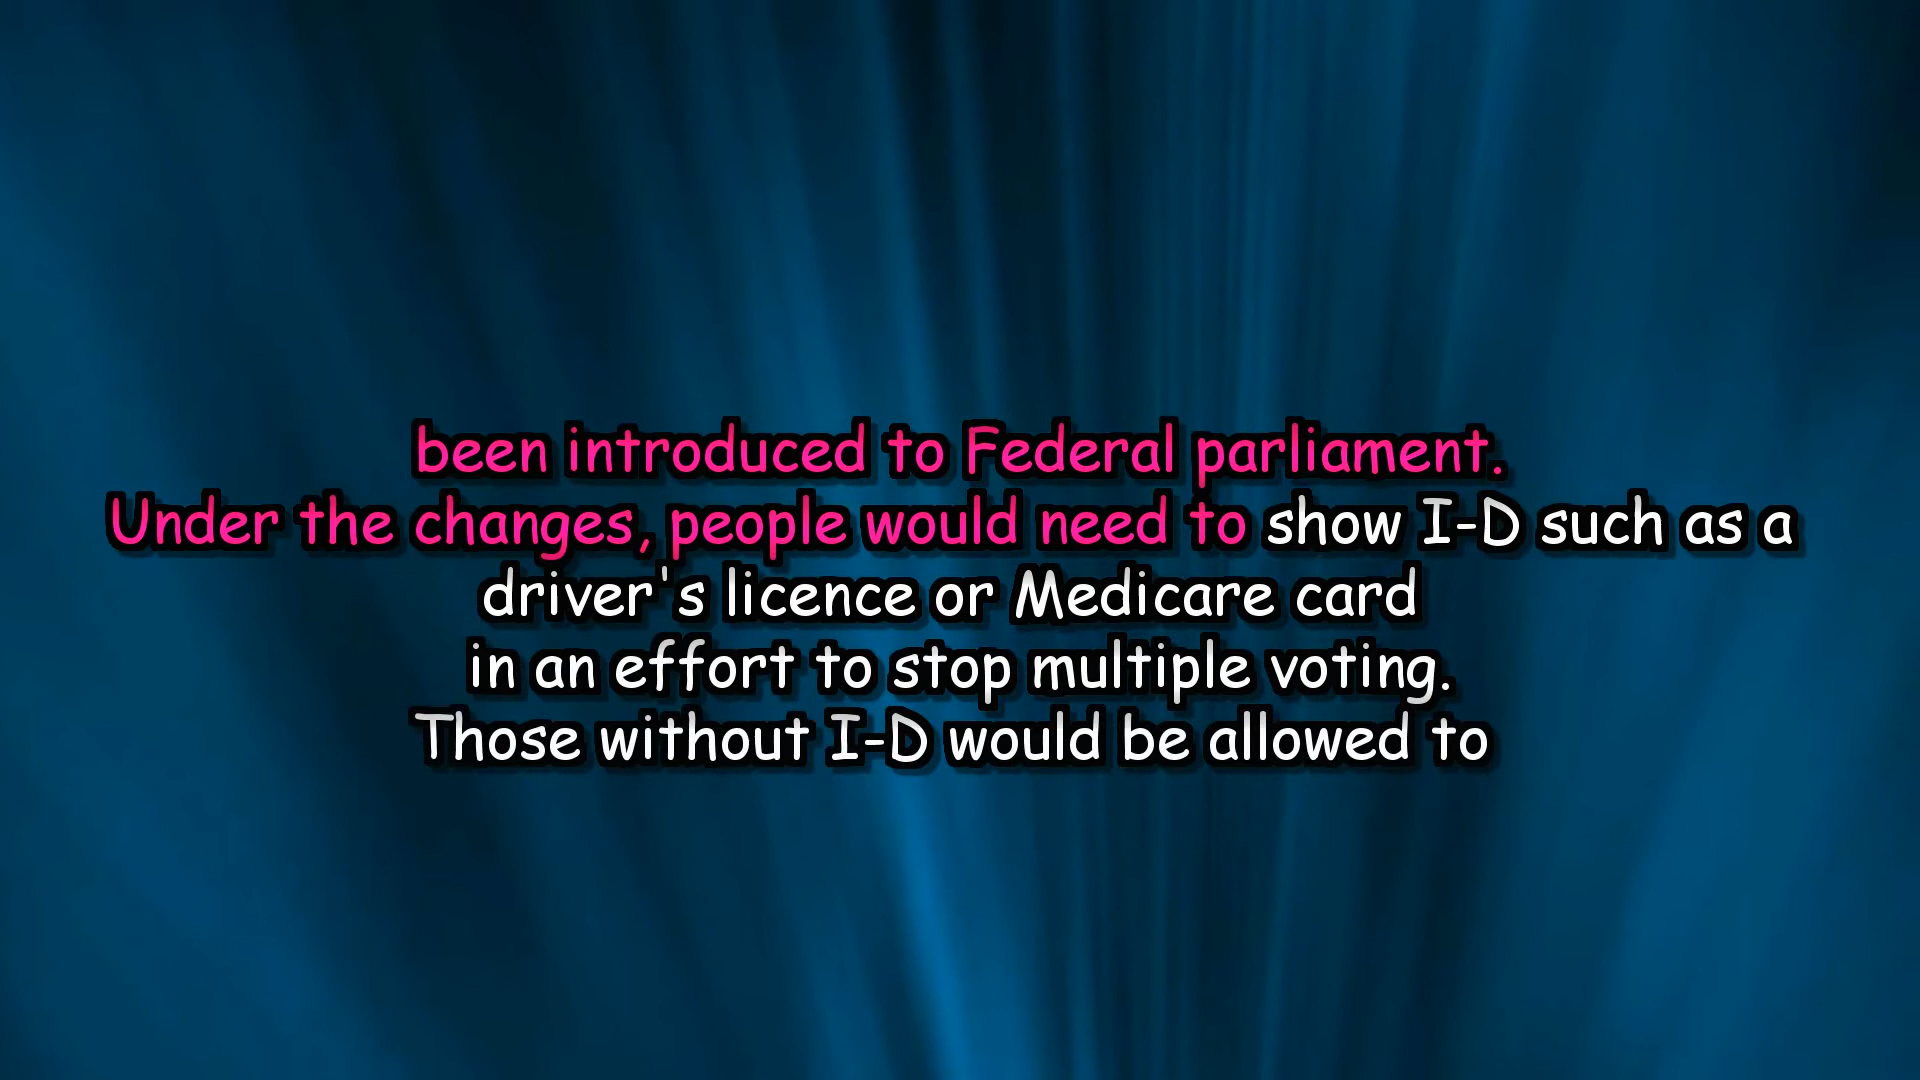 been introduced to Federal parliament.
Under the changes, people would need to show I-D such as a
driver's licence or Medicare card
in an effort to stop multiple voting.
Those without I-D would be allowed to